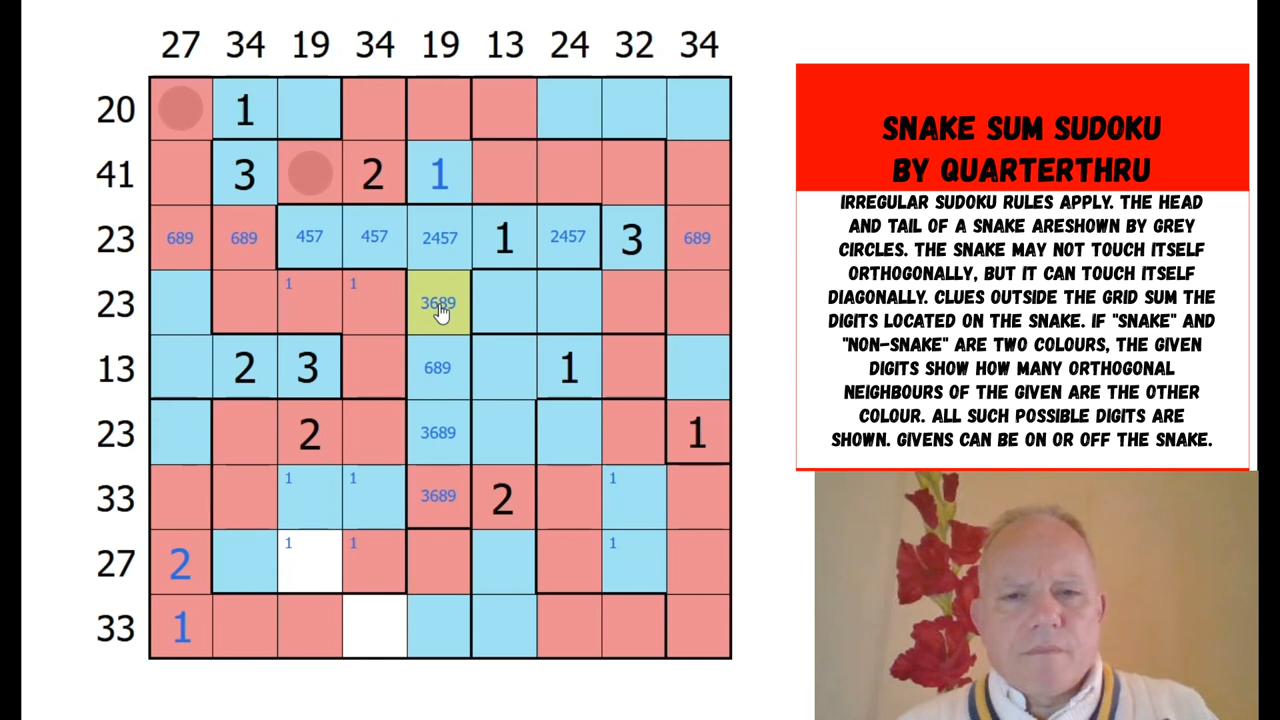 27 34 19 34 19 13 24 32 34
20 1
41 3 2 1
23 689 689 457 457 2457 1 2457 3 689
23 1 1 3689
13 2 3 689 1
23 2 3689 1
33 1 1 3689 2 1
27 2 1 1 1
33 1
SNAKE SUM SUDOKU
BY QUARTERTHRU
IRREGULAR SUDOKU RULES APPLY. THE HEAD
AND TAIL OF A SNAKE ARESHOWN BY GREY
CIRCLES. THE SNAKE MAY NOT TOUCH ITSELF
ORTHOGONALLY, BUT IT CAN TOUCH ITSELF
DIAGONALLY. CLUES OUTSIDE THE GRID SUM THE
DIGITS LOCATED ON THE SNAKE. IF "SNAKE" AND
"NON-SNAKE" ARE TWO COLOURS, THE GIVEN
DIGITS SHOW HOW MANY ORTHOGONAL
NEIGHBOURS OF THE GIVEN ARE THE OTHER
COLOUR. ALL SUCH POSSIBLE DIGITS ARE
SHOWN. GIVENS CAN BE ON OR OFF THE SNAKE.